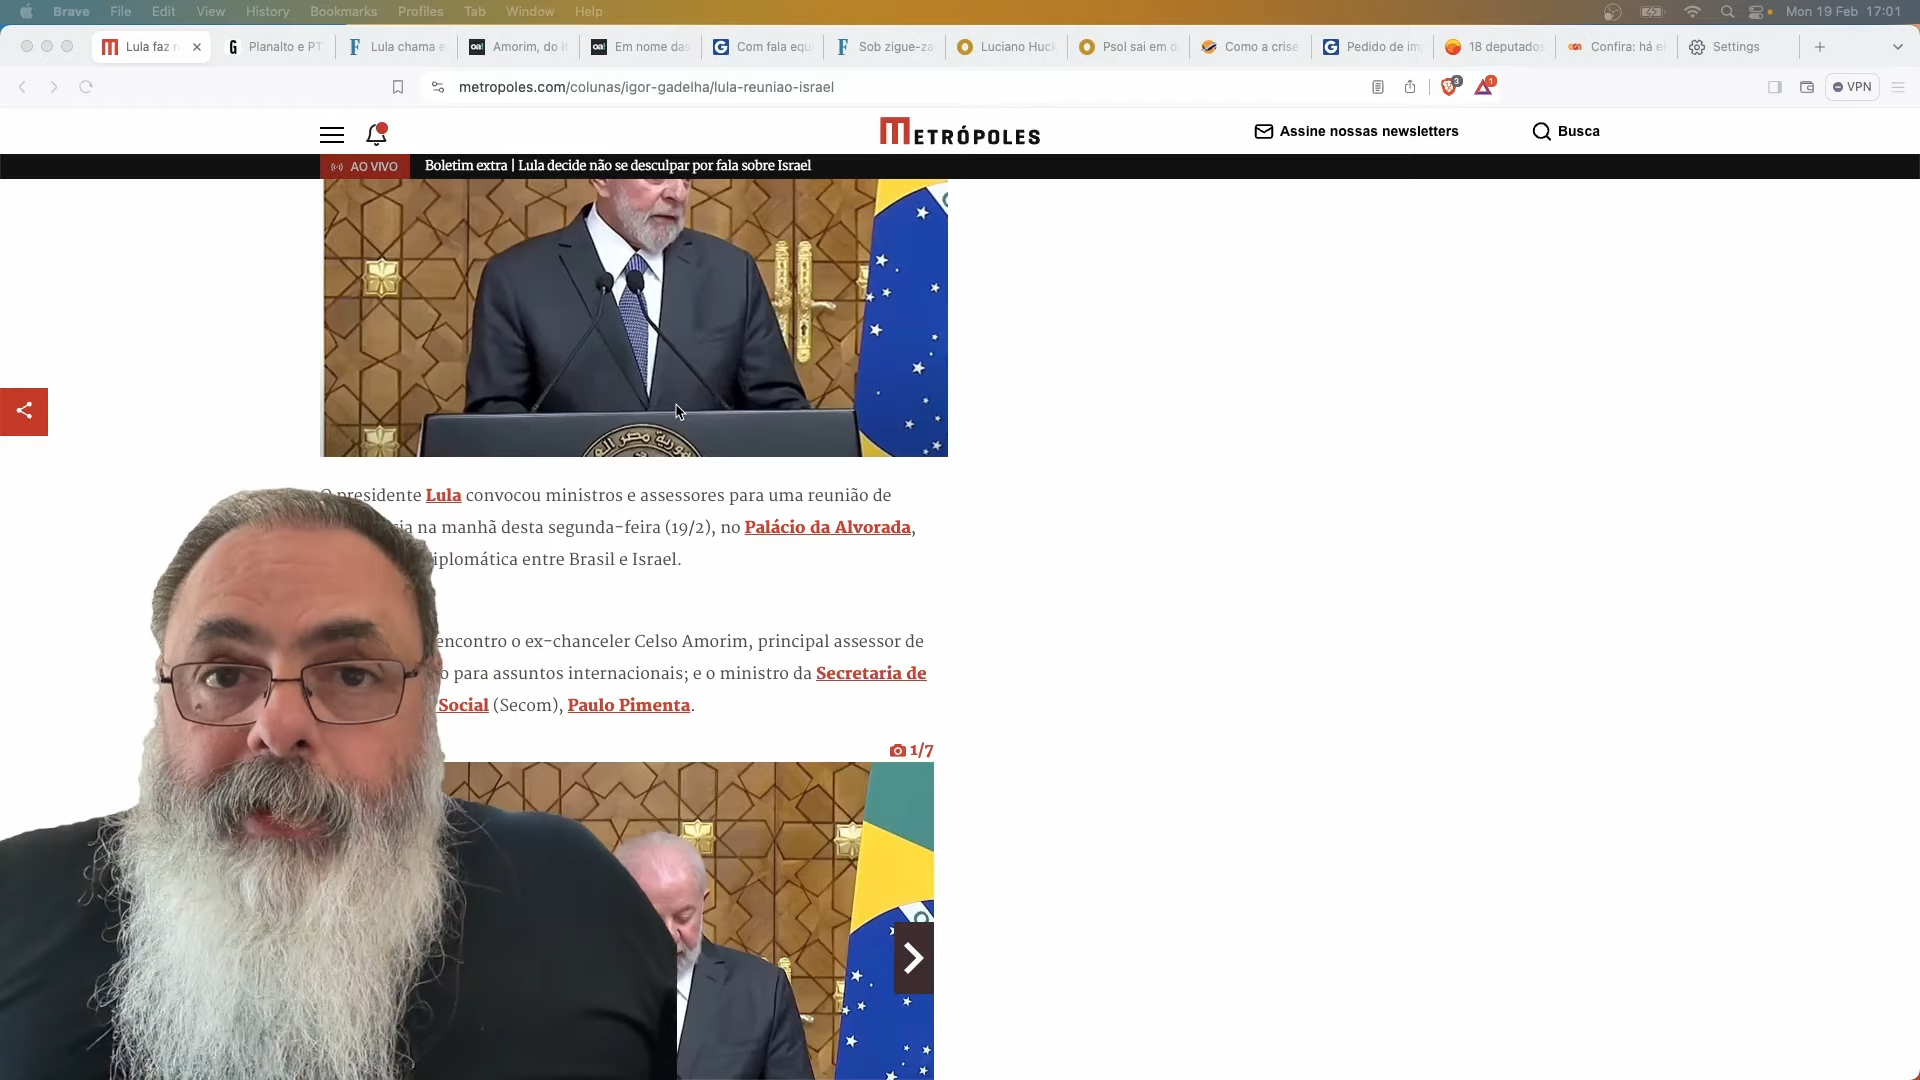 Brave File Edit View History Bookmarks Profiles Tab Window Help
Mon 19 Feb 17:01
Lula faz
Planalto e PT
Lula chama e
Amorim, do
Em nome das
Com fala equ
Sob zigue-za
Luciano Huck
Psol sai em d
Como a crise
Pedido de im
18 deputados
Confira: há
Settings
metropoles.com/colunas/igor-gadelha/lula-reuniao-israel
3
1
VPN
METRÓPOLES
Assine nossas newsletters
Busca
AO VIVO
Boletim extra | Lula decide não se desculpar por fala sobre Israel
جمهورية مصر
presidente Lula convocou ministros e assessores para uma reunião de
na manhã desta segunda-feira (19/2), no Palácio da Alvorada,
iplomática entre Brasil e Israel.
encontro o ex-chanceler Celso Amorim, principal assessor de
o para assuntos internacionais; e o ministro da Secretaria de
Social (Secom), Paulo Pimenta.
1/7